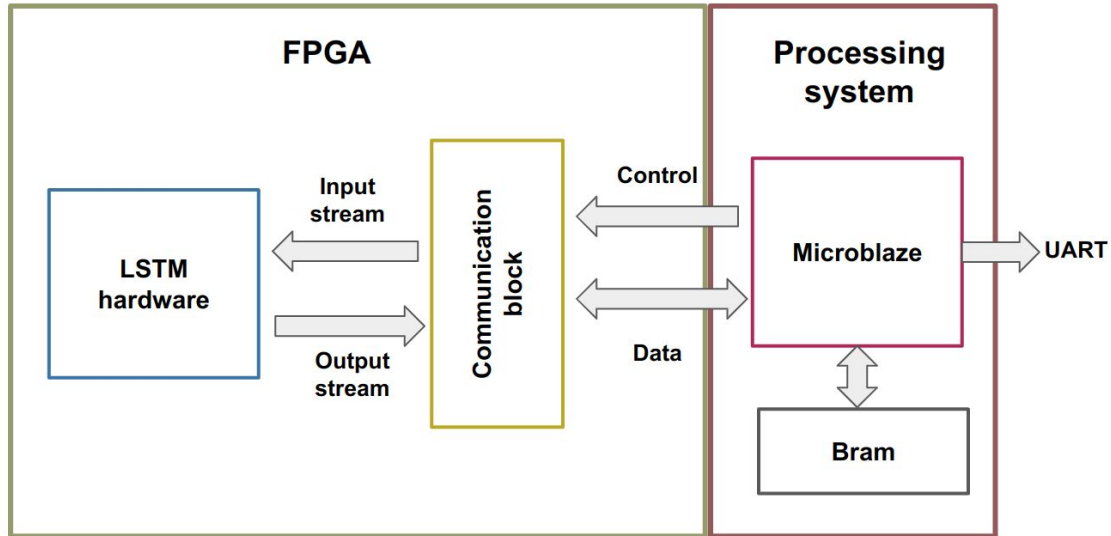 FPGA
Processing
system
Input
stream
Control
Communication
block
LSTM
hardware
Microblaze
UART
Output
stream
Data
Bram